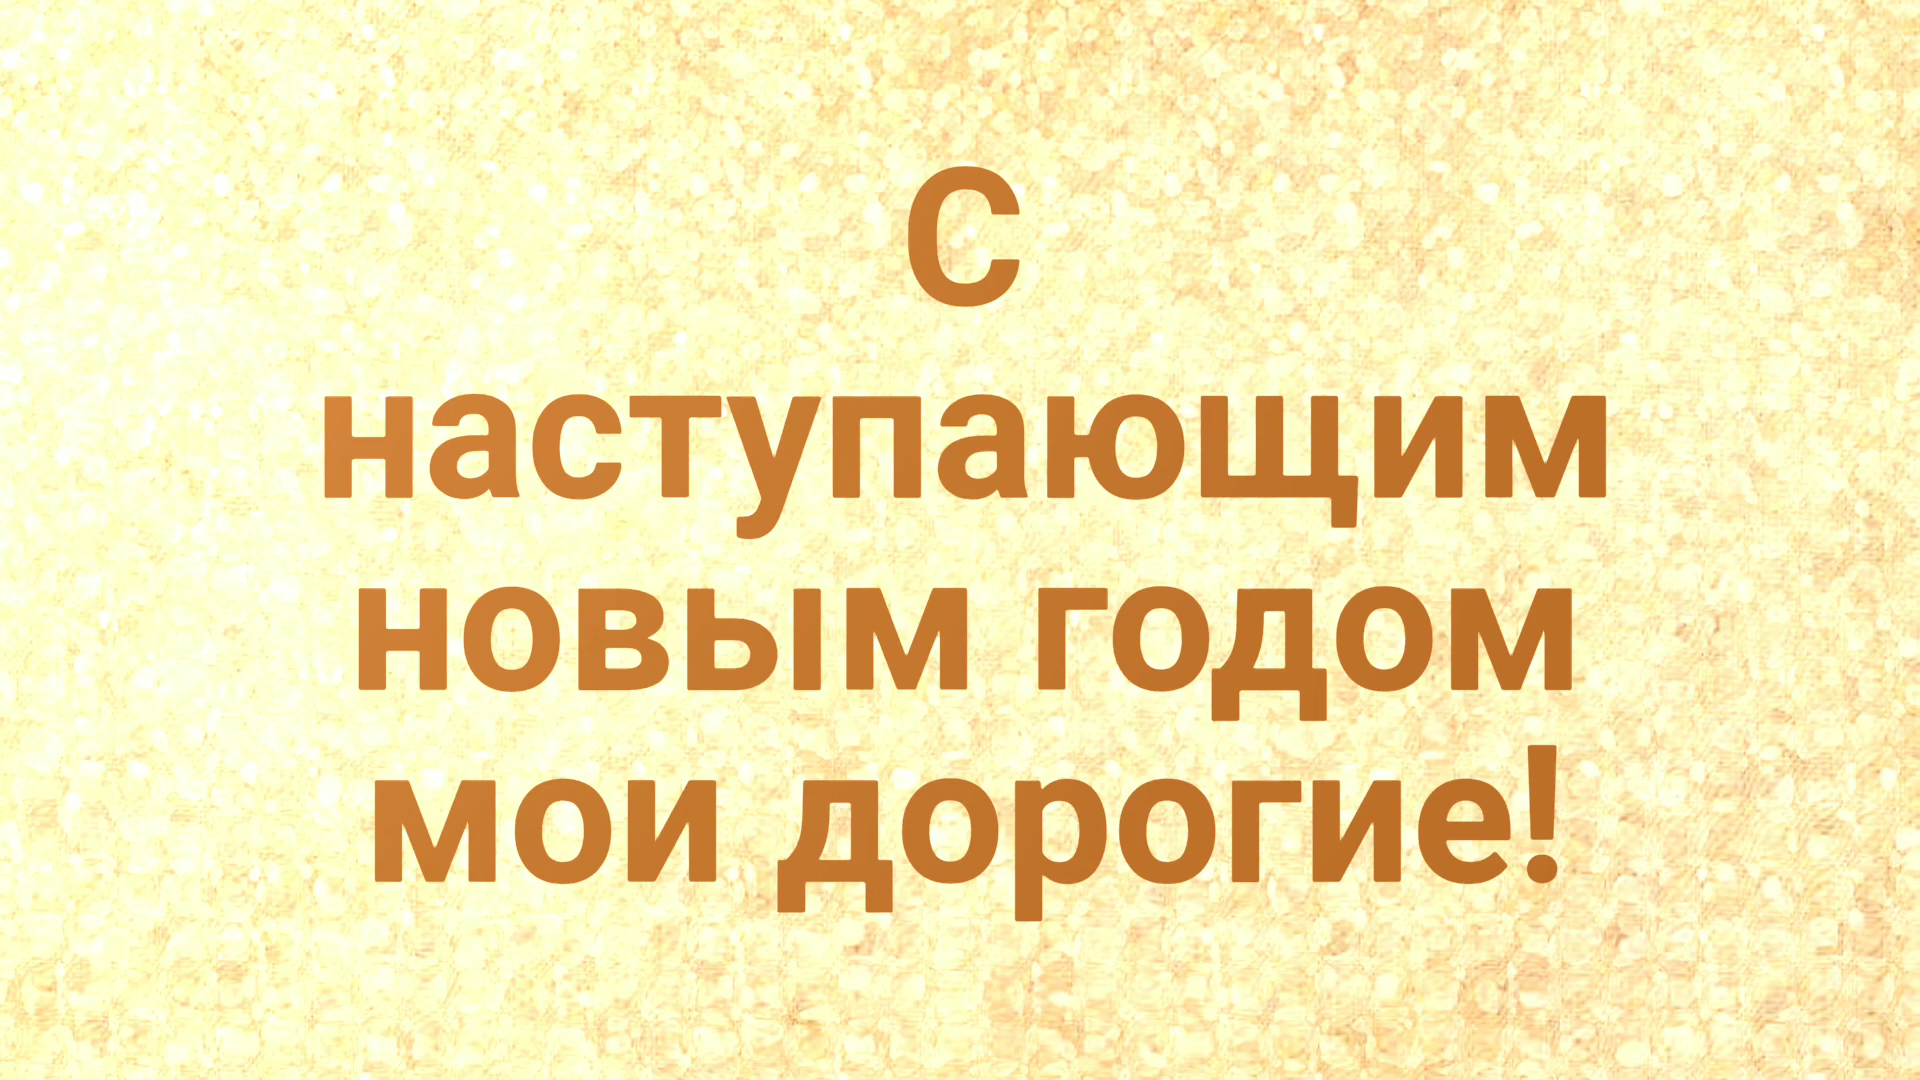 С
наступающим
новым годом
мои дорогие!